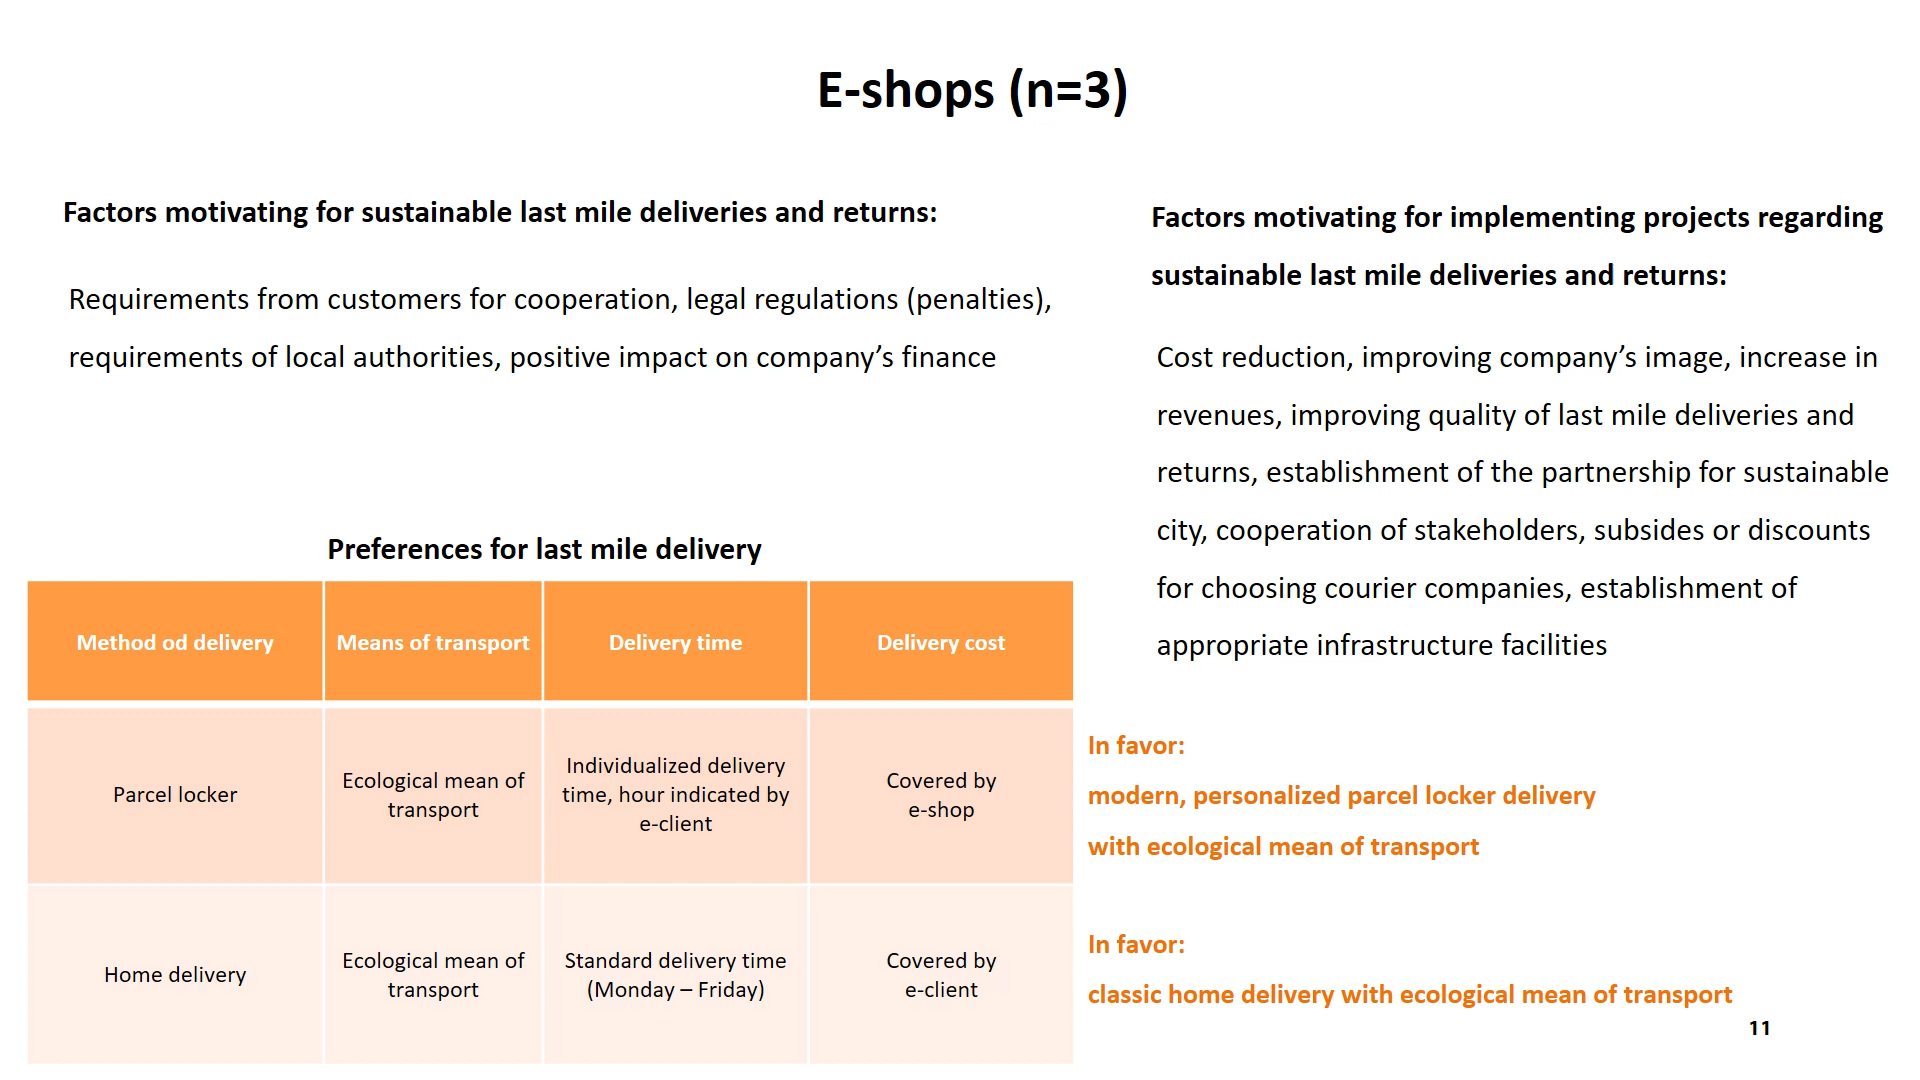 E-shops (n=3)
Factors motivating for sustainable last mile deliveries and returns:
Requirements from customers for cooperation, legal regulations (penalties),
requirements of local authorities, positive impact on company’s finance
Factors motivating for implementing projects regarding
sustainable last mile deliveries and returns:
Cost reduction, improving company’s image, increase in
revenues, improving quality of last mile deliveries and
returns, establishment of the partnership for sustainable
city, cooperation of stakeholders, subsides or discounts
for choosing courier companies, establishment of
appropriate infrastructure facilities
Preferences for last mile delivery
Method od delivery
Means of transport
Delivery time
Delivery cost
Parcel locker
Ecological mean of
transport
Individualized delivery
time, hour indicated by
e-client
Covered by
e-shop
Home delivery
Ecological mean of
transport
Standard delivery time
(Monday – Friday)
Covered by
e-client
In favor:
modern, personalized parcel locker delivery
with ecological mean of transport
In favor:
classic home delivery with ecological mean of transport
11